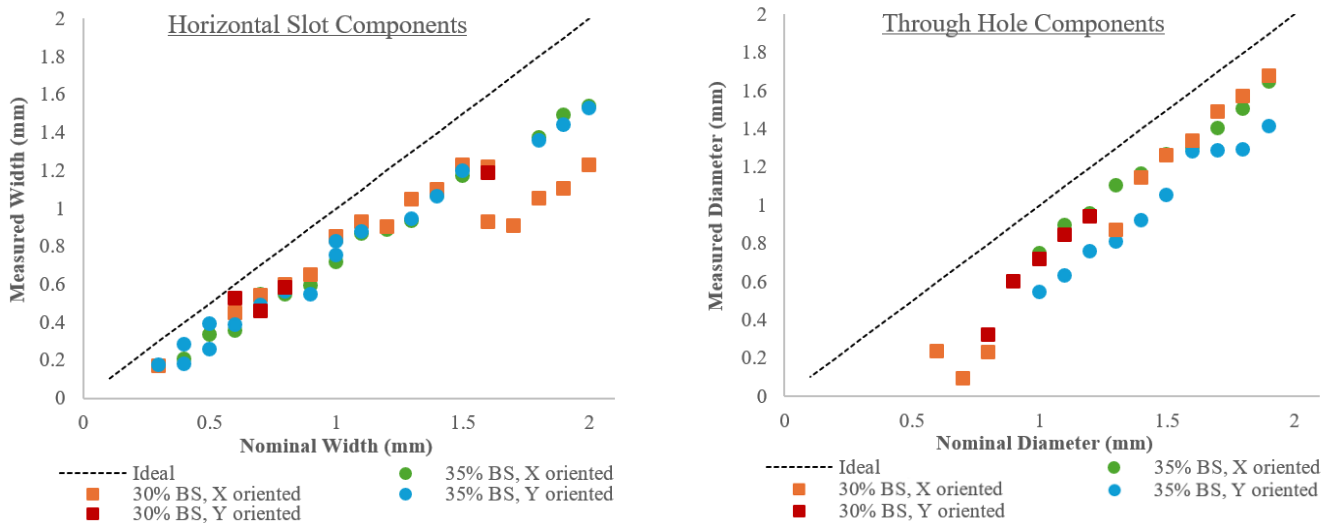 Horizontal Slot Components
2
1.8
1.6
1.4
1.2
1
0.8
0.6
0.4
0.2
0
Measured Width (mm)
0
0.5
1
1.5
2
Nominal Width (mm)
Ideal
35% BS, X oriented
30% BS, X oriented
35% BS, Y oriented
30% BS, Y oriented
Through Hole Components
2
1.8
1.6
1.4
1.2
1
0.8
0.6
0.4
0.2
0
Measured Diameter (mm)
0
0.5
1
1.5
2
Nominal Diameter (mm)
Ideal
35% BS, X oriented
30% BS, X oriented
35% BS, Y oriented
30% BS, Y oriented